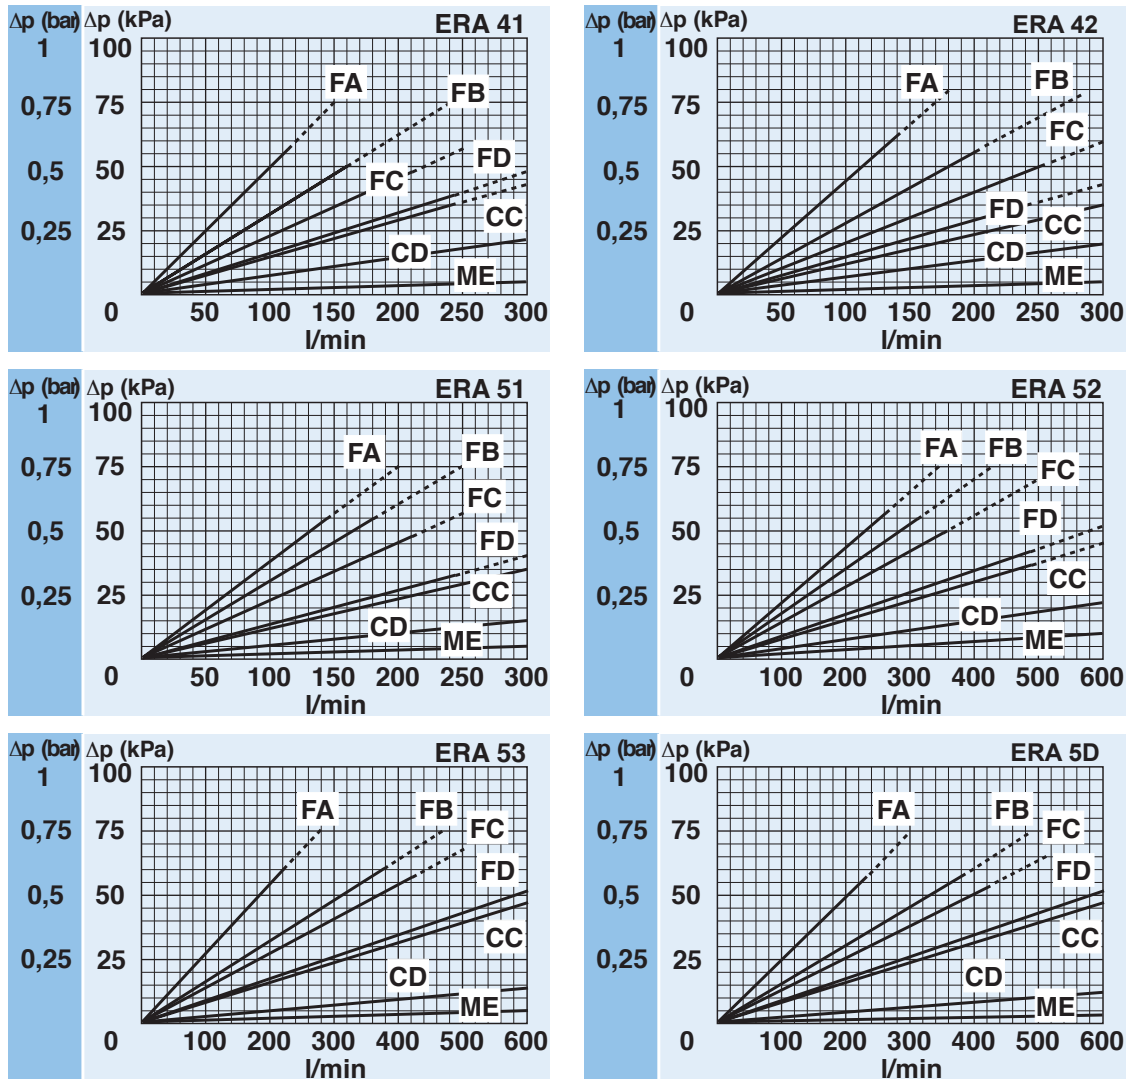 Δp (bar) Δp (kPa) ERA 41
1 100
0,75 75
0,5 50
0,25 25
0 50 100 150 200 250 300
l/min
FA
FB
FC
FD
CC
CD
ME
Δp (bar) Δp (kPa) ERA 42
1 100
0,75 75
0,5 50
0,25 25
0 50 100 150 200 250 300
l/min
FA
FB
FC
FD
CC
CD
ME
Δp (bar) Δp (kPa) ERA 51
1 100
0,75 75
0,5 50
0,25 25
0 50 100 150 200 250 300
l/min
FA
FB
FC
FD
CC
CD
ME
Δp (bar) Δp (kPa) ERA 52
1 100
0,75 75
0,5 50
0,25 25
0 100 200 300 400 500 600
l/min
FA
FB
FC
FD
CC
CD
ME
Δp (bar) Δp (kPa) ERA 53
1 100
0,75 75
0,5 50
0,25 25
0 100 200 300 400 500 600
l/min
FA
FB
FC
FD
CC
CD
ME
Δp (bar) Δp (kPa) ERA 5D
1 100
0,75 75
0,5 50
0,25 25
0 100 200 300 400 500 600
l/min
FA
FB
FC
FD
CC
CD
ME